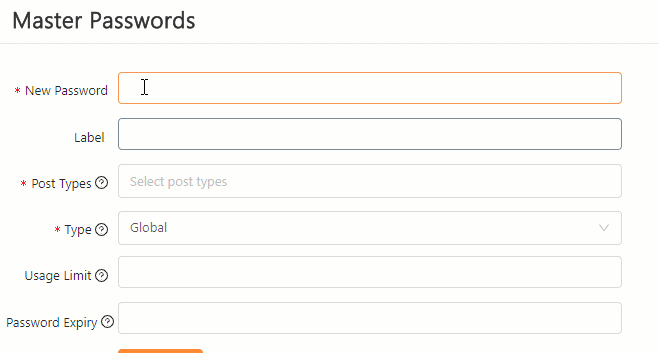 Master Passwords
* New Password
Label
* Post Types
Select post types
* Type
Global
Usage Limit
Password Expiry